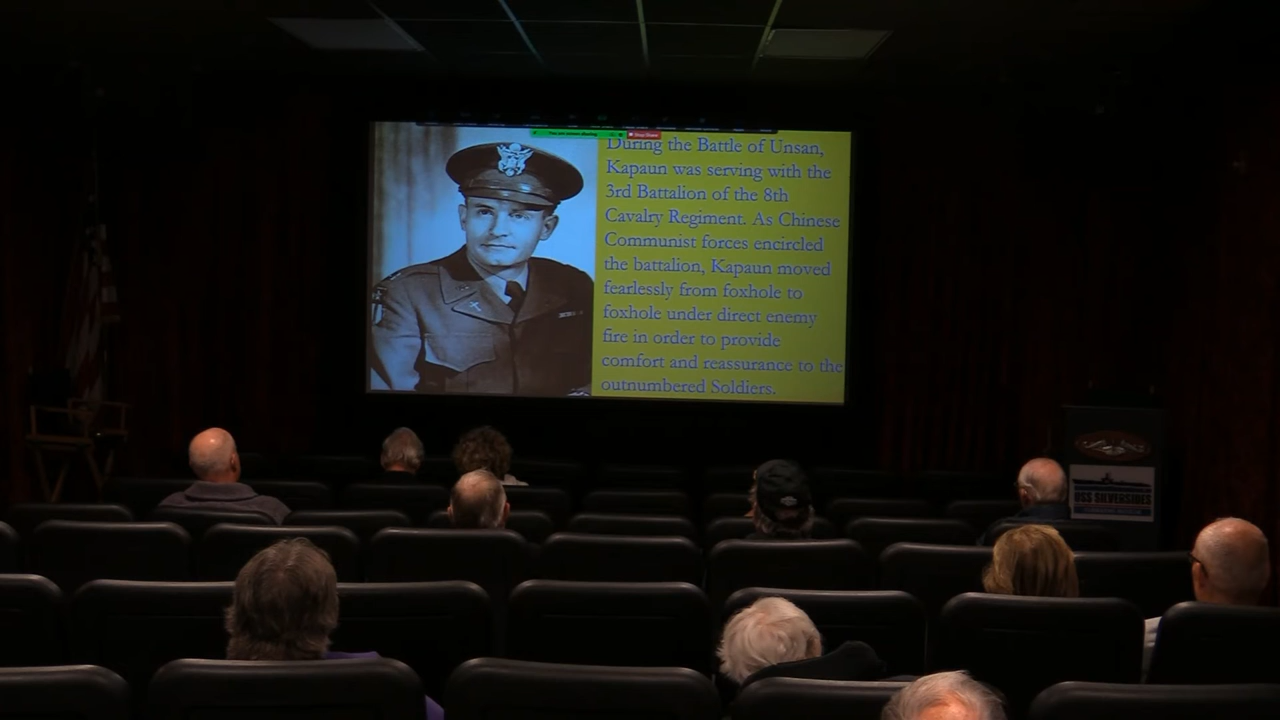 During the Battle of Unsan,
Kapaun was serving with the
3rd Battalion of the 8th
Cavalry Regiment. As Chinese
Communist forces encircled
the battalion, Kapaun moved
fearlessly from foxhole to
foxhole under direct enemy
fire in order to provide
comfort and reassurance to the
outnumbered Soldiers.
USS SILVERSIDES